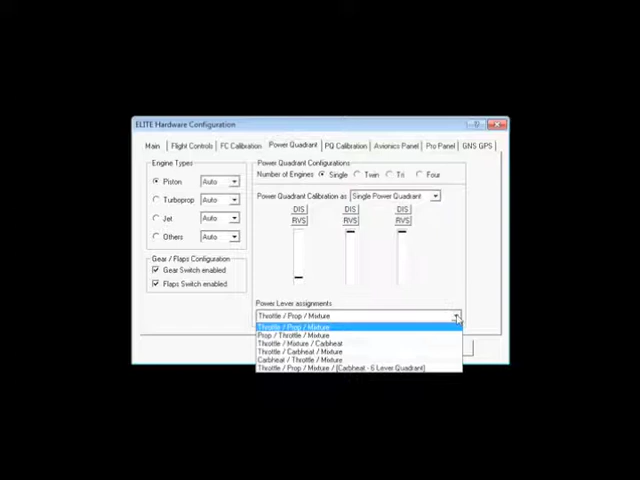 ELITE Hardware Configuration
Main Flight Controls FC Calibration Power Quadrant PQ Calibration Avionics Panel Pro Panel GNS GPS
Engine Types
Piston Auto
Turboprop Auto
Jet Auto
Others Auto
Gear / Flaps Configuration
Gear Switch enabled
Flaps Switch enabled
Power Quadrant Configurations
Number of Engines Single Twin Tri Four
Power Quadrant Calibration as Single Power Quadrant
DIS DIS DIS
RVS RVS RVS
Power Lever assignments
Throttle / Prop / Mixture
Throttle / Prop / Mixture
Prop / Throttle / Mixture
Throttle / Mixture / Carbheat
Throttle / Carbheat / Mixture
Carbheat / Throttle / Mixture
Throttle / Prop / Mixture / [Carbheat - 6 Lever Quadrant]